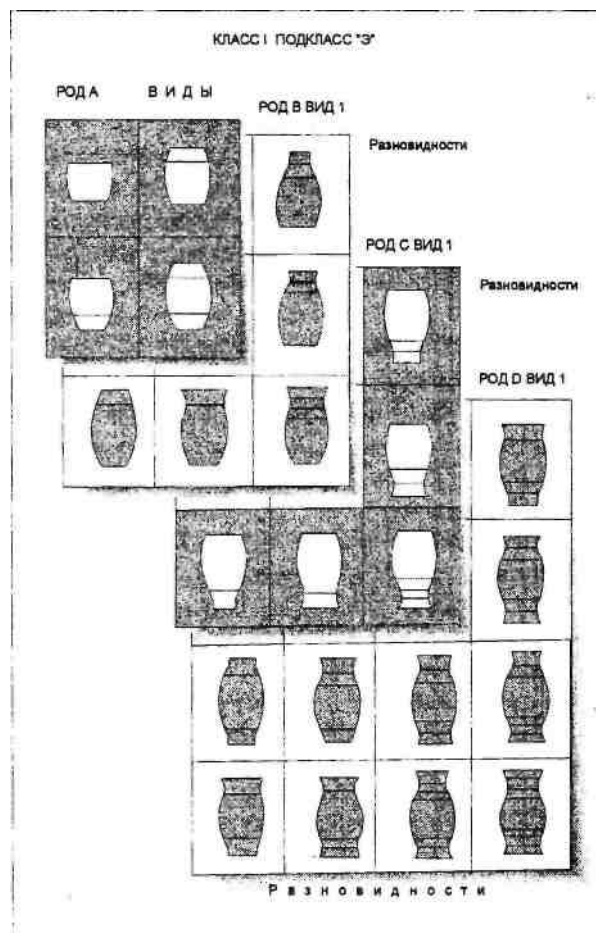 КЛАСС I ПОДКЛАСС "Э"
РОД А В И Д Ы
РОД В ВИД 1
Разновидности
РОД С ВИД 1
Разновидности
РОД D ВИД 1
Р а з н о в и д н о с т и